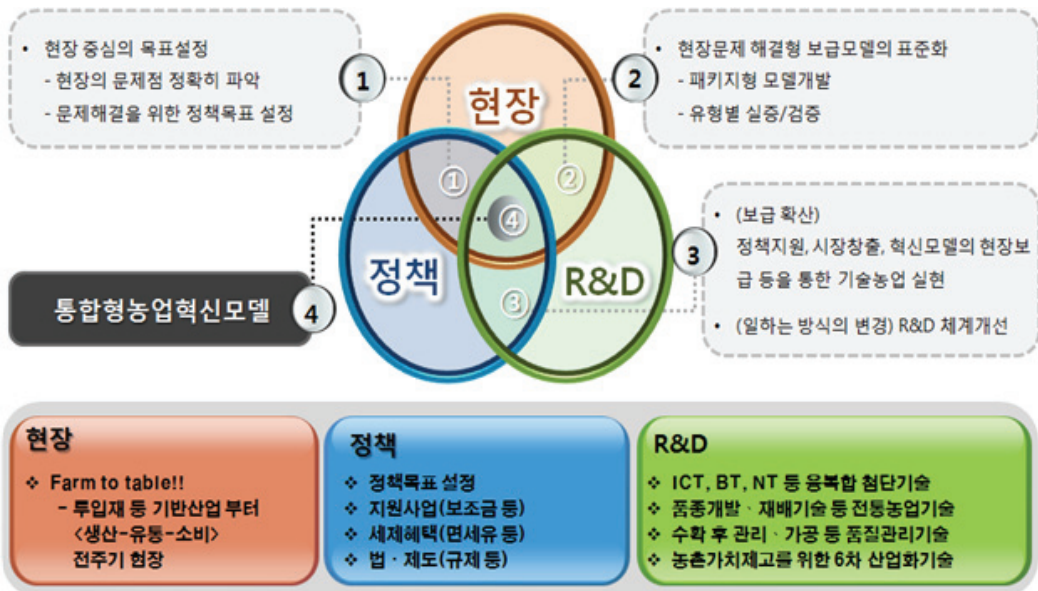 • 현장 중심의 목표설정
- 현장의 문제점 정확히 파악
- 문제해결을 위한 정책목표 설정
1
현장
2
• 현장문제 해결형 보급모델의 표준화
- 패키지형 모델개발
- 유형별 실증/검증
①
②
④
정책
R&D
③
3
• (보급 확산)
정책지원, 시장창출, 혁신모델의 현장보
급 등을 통한 기술농업 실현
• (일하는 방식의 변경) R&D 체계개선
통합형농업혁신모델
4
현장
❖ Farm to table!!
- 투입재 등 기반산업 부터
<생산-유통-소비>
전주기 현장
정책
❖ 정책목표 설정
❖ 지원사업(보조금 등)
❖ 세제혜택(면세유 등)
❖ 법 · 제도(규제 등)
R&D
❖ ICT, BT, NT 등 융복합 첨단기술
❖ 품종개발 · 재배기술 등 전통농업기술
❖ 수확 후 관리 · 가공 등 품질관리기술
❖ 농촌가치제고를 위한 6차 산업화기술